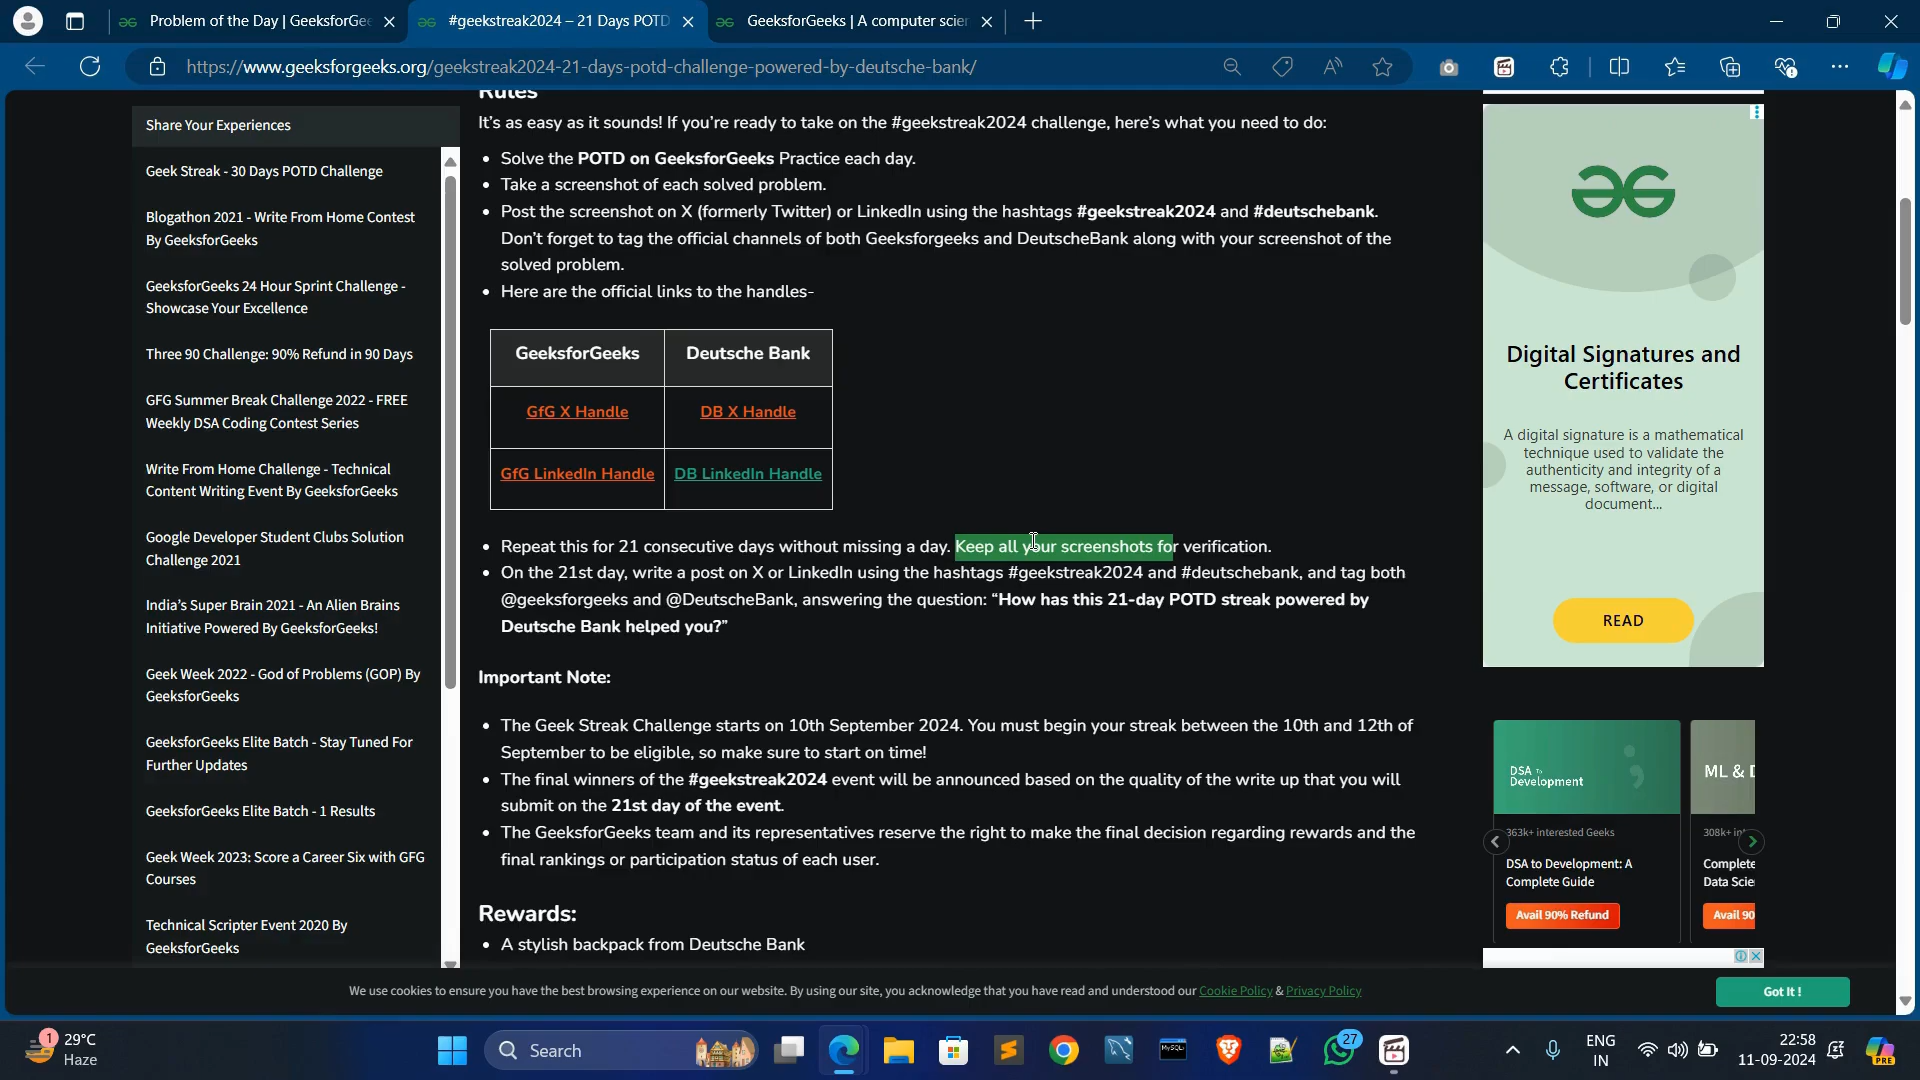 Problem of the Day | GeeksforGee
#geekstreak2024 – 21 Days POTD
GeeksforGeeks | A computer scien
https://www.geeksforgeeks.org/geekstreak2024-21-days-potd-challenge-powered-by-deutsche-bank/
Share Your Experiences
Geek Streak - 30 Days POTD Challenge
Blogathon 2021 - Write From Home Contest
By GeeksforGeeks
GeeksforGeeks 24 Hour Sprint Challenge -
Showcase Your Excellence
Three 90 Challenge: 90% Refund in 90 Days
GFG Summer Break Challenge 2022 - FREE
Weekly DSA Coding Contest Series
Write From Home Challenge - Technical
Content Writing Event By GeeksforGeeks
Google Developer Student Clubs Solution
Challenge 2021
India's Super Brain 2021 - An Alien Brains
Initiative Powered By GeeksforGeeks!
Geek Week 2022 - God of Problems (GOP) By
GeeksforGeeks
GeeksforGeeks Elite Batch - Stay Tuned For
Further Updates
GeeksforGeeks Elite Batch - 1 Results
Geek Week 2023: Score a Career Six with GFG
Courses
Technical Scripter Event 2020 By
GeeksforGeeks
Rules
It's as easy as it sounds! If you're ready to take on the #geekstreak2024 challenge, here's what you need to do:
Solve the POTD on GeeksforGeeks Practice each day.
Take a screenshot of each solved problem.
Post the screenshot on X (formerly Twitter) or LinkedIn using the hashtags #geekstreak2024 and #deutschebank.
Don't forget to tag the official channels of both Geeksforgeeks and DeutscheBank along with your screenshot of the
solved problem.
Here are the official links to the handles-
GeeksforGeeks Deutsche Bank
GfG X Handle DB X Handle
GfG LinkedIn Handle DB LinkedIn Handle
Repeat this for 21 consecutive days without missing a day. Keep all your screenshots for verification.
On the 21st day, write a post on X or LinkedIn using the hashtags #geekstreak2024 and #deutschebank, and tag both
@geeksforgeeks and @DeutscheBank, answering the question: “How has this 21-day POTD streak powered by
Deutsche Bank helped you?”
Important Note:
The Geek Streak Challenge starts on 10th September 2024. You must begin your streak between the 10th and 12th of
September to be eligible, so make sure to start on time!
The final winners of the #geekstreak2024 event will be announced based on the quality of the write up that you will
submit on the 21st day of the event.
The GeeksforGeeks team and its representatives reserve the right to make the final decision regarding rewards and the
final rankings or participation status of each user.
Rewards:
A stylish backpack from Deutsche Bank
Digital Signatures and
Certificates
A digital signature is a mathematical
technique used to validate the
authenticity and integrity of a
message, software, or digital
document...
READ
DSA To
Development
363k+ interested Geeks
DSA to Development: A
Complete Guide
Avail 90% Refund
ML & D
308k+ int
Complete
Data Scie
Avail 90
We use cookies to ensure you have the best browsing experience on our website. By using our site, you acknowledge that you have read and understood our Cookie Policy & Privacy Policy
Got It !
1
29°C
Haze
Search
MySQL
27
ENG
IN
22:58
11-09-2024
PRE